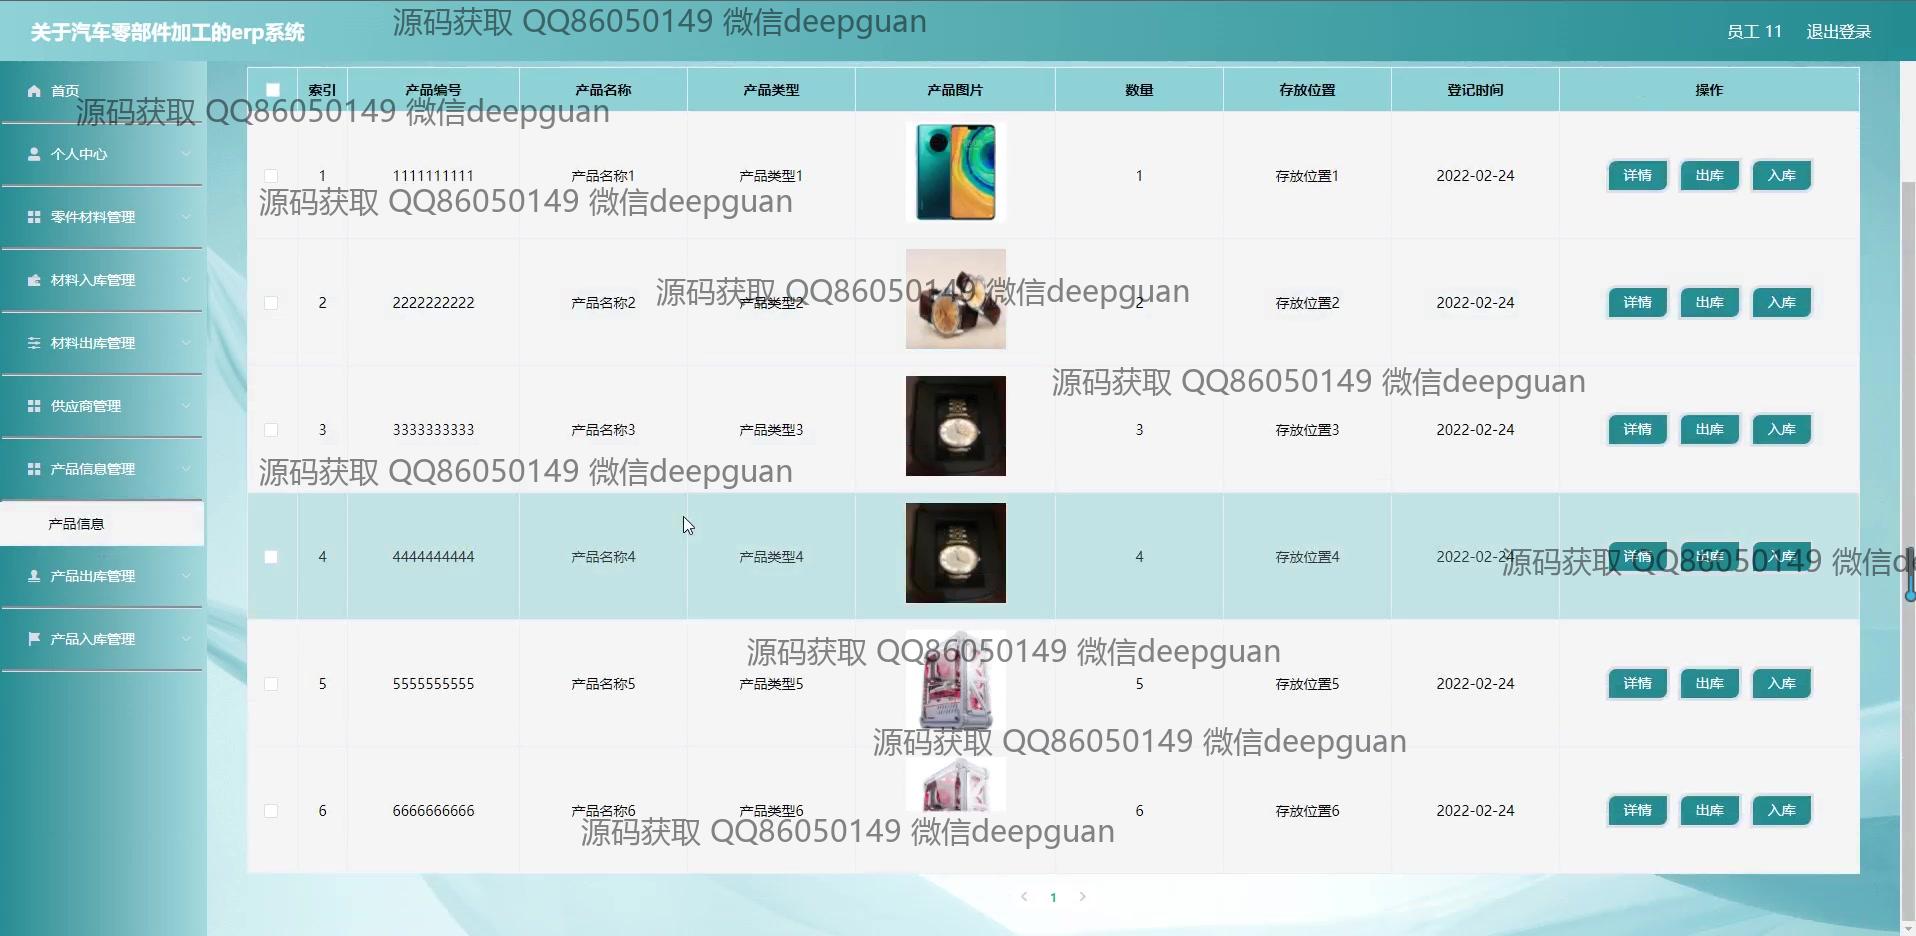 源码获取 QQ86050149 微信deepguan
关于汽车零部件加工的erp系统
员工 11 退出登录
首页
源码获取 QQ86050149 微信deepguan
个人中心
零件材料管理
材料入库管理
材料出库管理
供应商管理
产品信息管理
产品信息
产品出库管理
产品入库管理
索引 产品编号 产品名称 产品类型 产品图片 数量 存放位置 登记时间 操作
1 1111111111 产品名称1 产品类型1 1 存放位置1 2022-02-24 详情 出库 入库
源码获取 QQ86050149 微信deepguan
源码获取 QQ86050149 微信deepguan
2 2222222222 产品名称2 产品类型2 2 存放位置2 2022-02-24 详情 出库 入库
源码获取 QQ86050149 微信deepguan
3 3333333333 产品名称3 产品类型3 3 存放位置3 2022-02-24 详情 出库 入库
源码获取 QQ86050149 微信deepguan
4 4444444444 产品名称4 产品类型4 4 存放位置4 2022-02-24 详情 出库 入库
源码获取 QQ86050149 微信de
源码获取 QQ86050149 微信deepguan
5 5555555555 产品名称5 产品类型5 5 存放位置5 2022-02-24 详情 出库 入库
源码获取 QQ86050149 微信deepguan
6 6666666666 产品名称6 产品类型6 6 存放位置6 2022-02-24 详情 出库 入库
源码获取 QQ86050149 微信deepguan
1